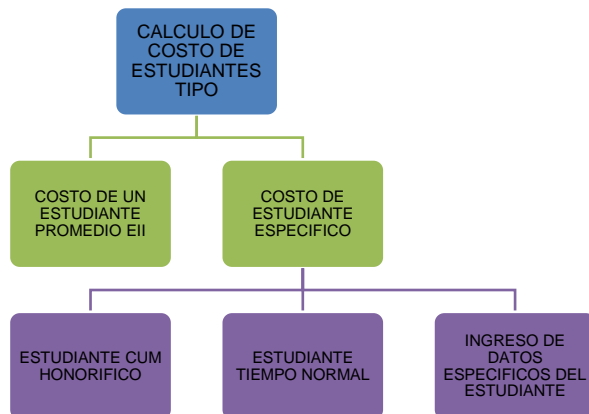 CALCULO DE
COSTO DE
ESTUDIANTES
TIPO
COSTO DE UN
ESTUDIANTE
PROMEDIO EII
COSTO DE
ESTUDIANTE
ESPECIFICO
ESTUDIANTE CUM
HONORIFICO
ESTUDIANTE
TIEMPO NORMAL
INGRESO DE
DATOS
ESPECIFICOS DEL
ESTUDIANTE